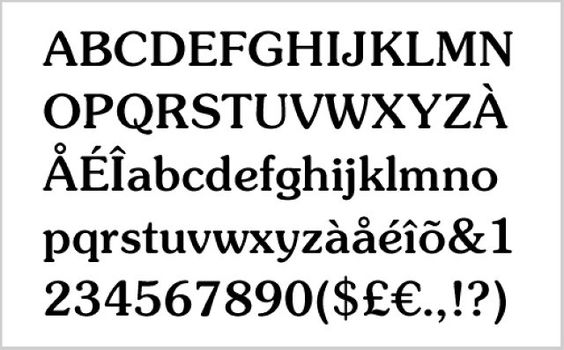 ABCDEFGHIJKLMN
OPQRSTUVWXYZÀ
ÅÉÎabcdefghijklmno
pqrstuvwxyzàåéîõ&1
234567890($£€.,!?)